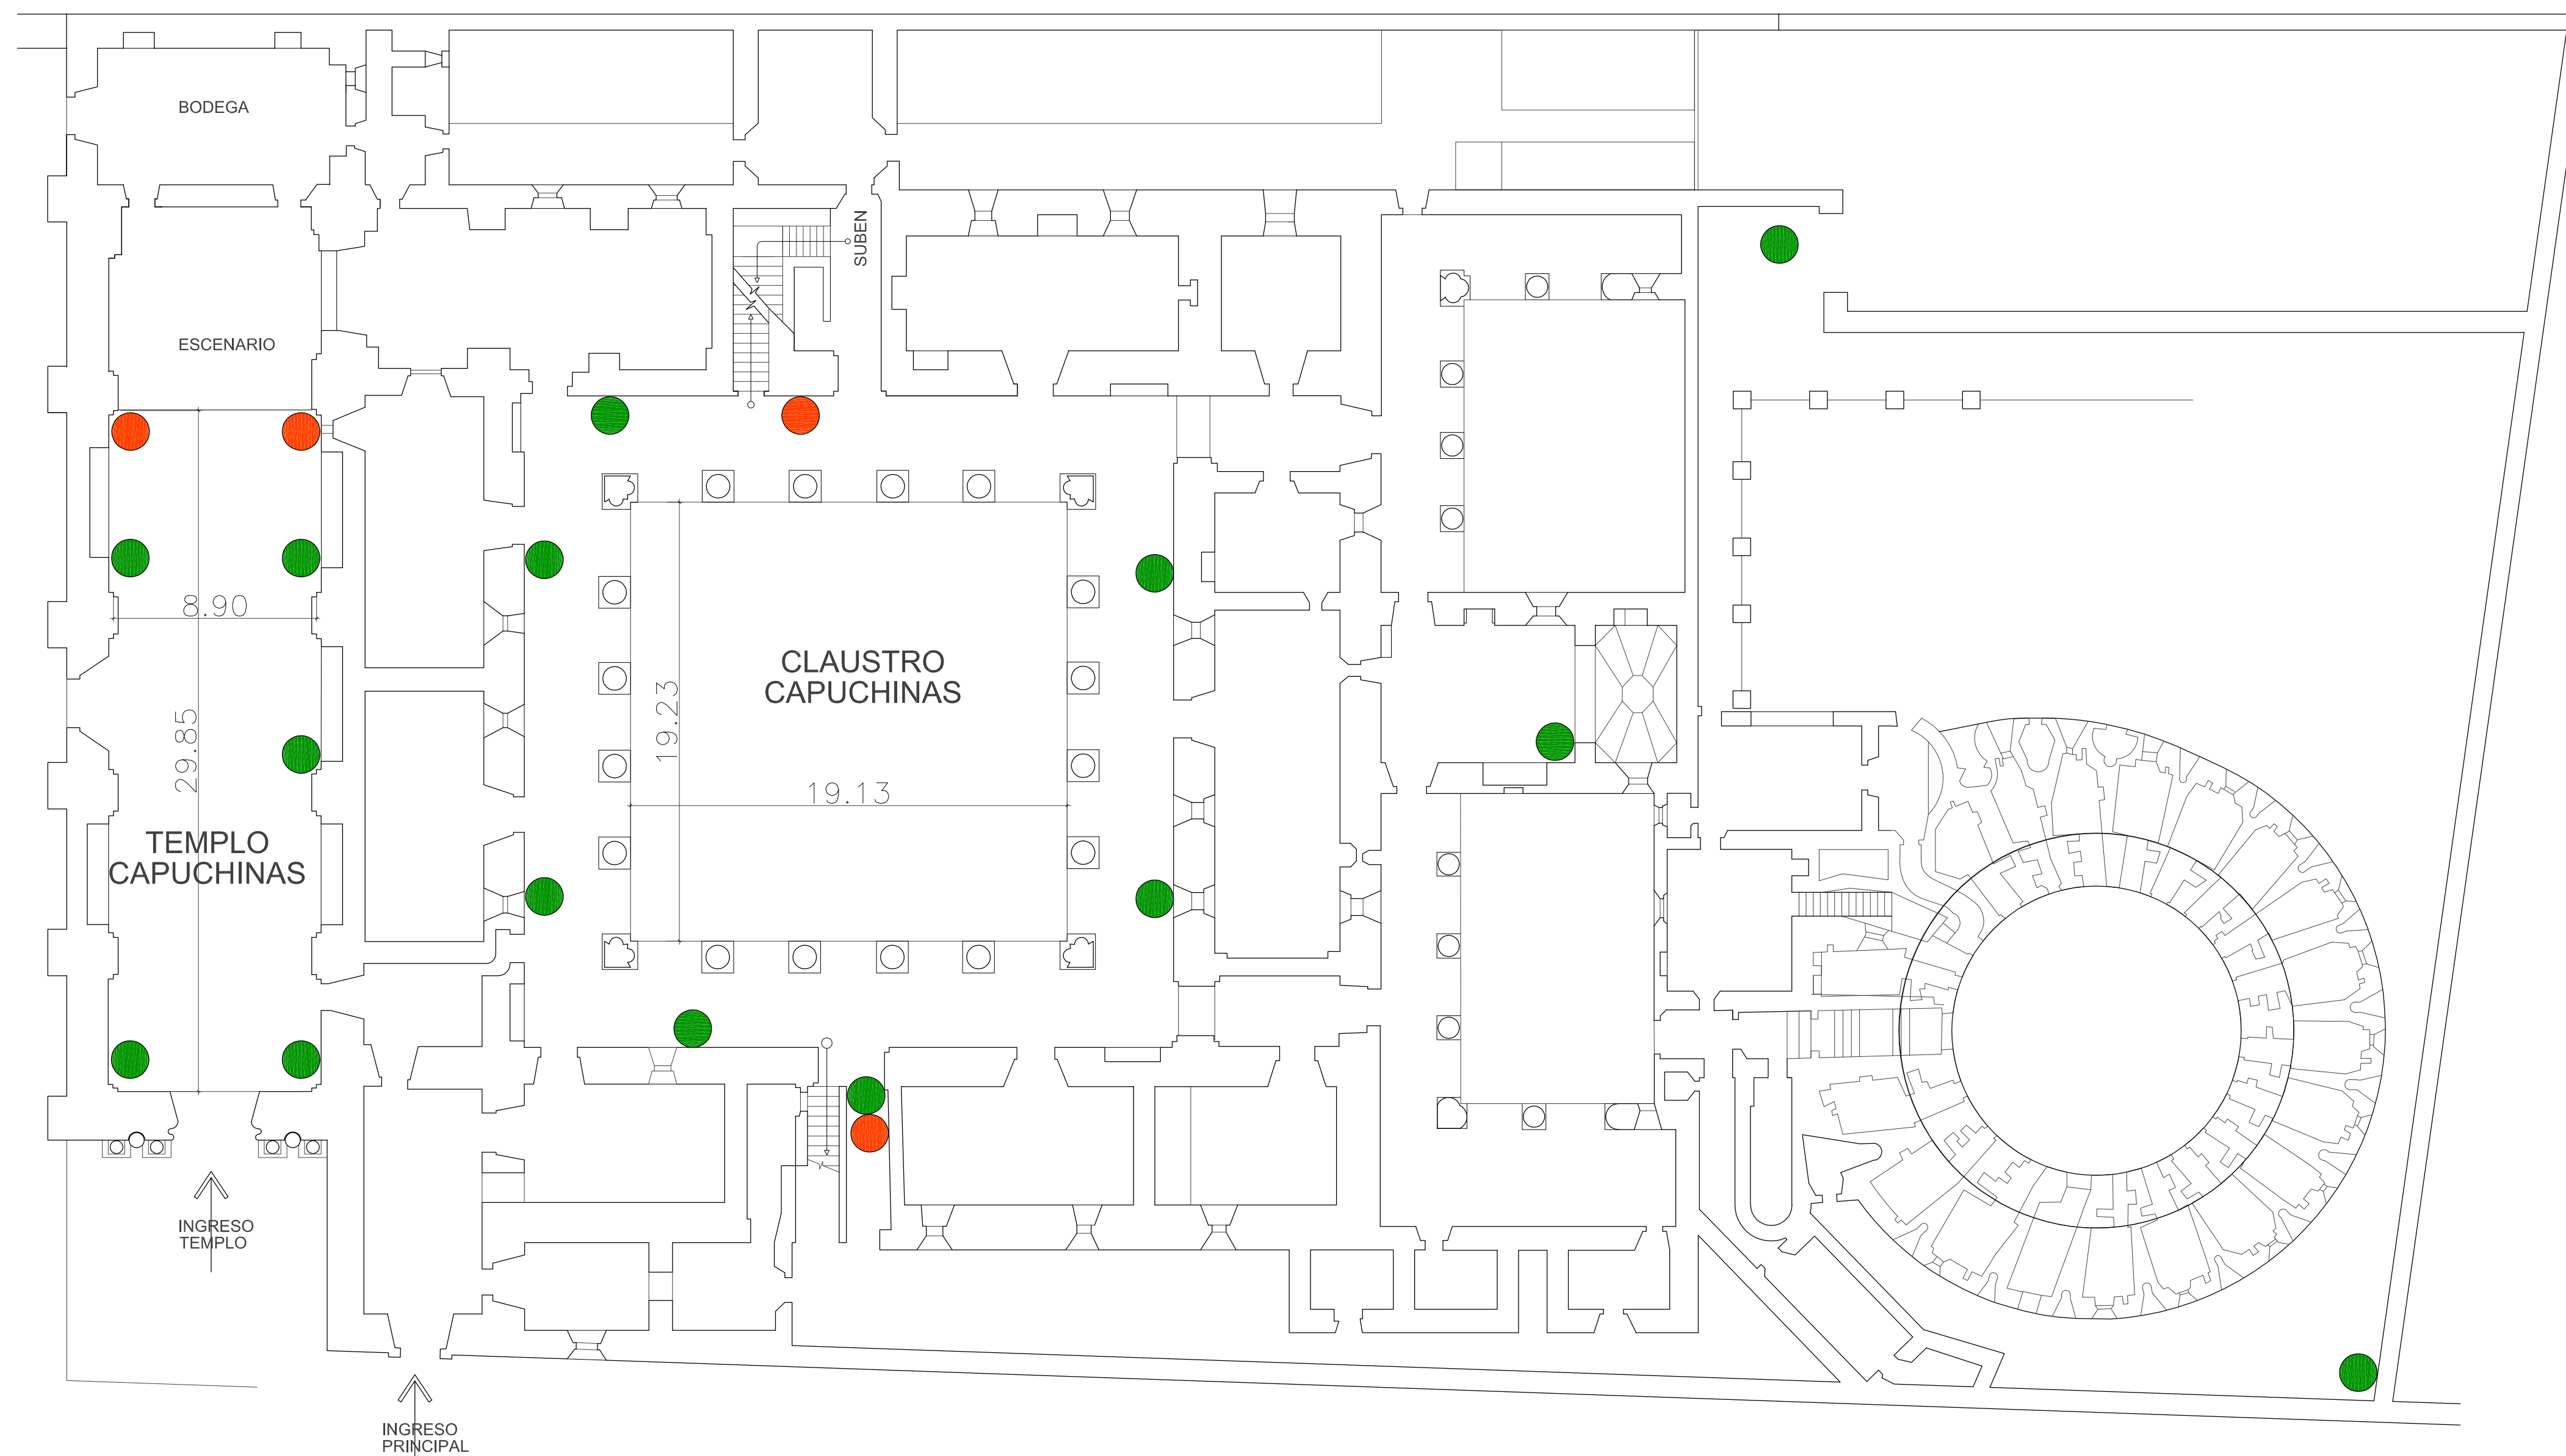 BODEGA
SUBEN
ESCENARIO
8.90
CLAUSTRO
CAPUCHINAS
19.23
29.85
19.13
TEMPLO
CAPUCHINAS
INGRESO
TEMPLO
INGRESO
PRINCIPAL